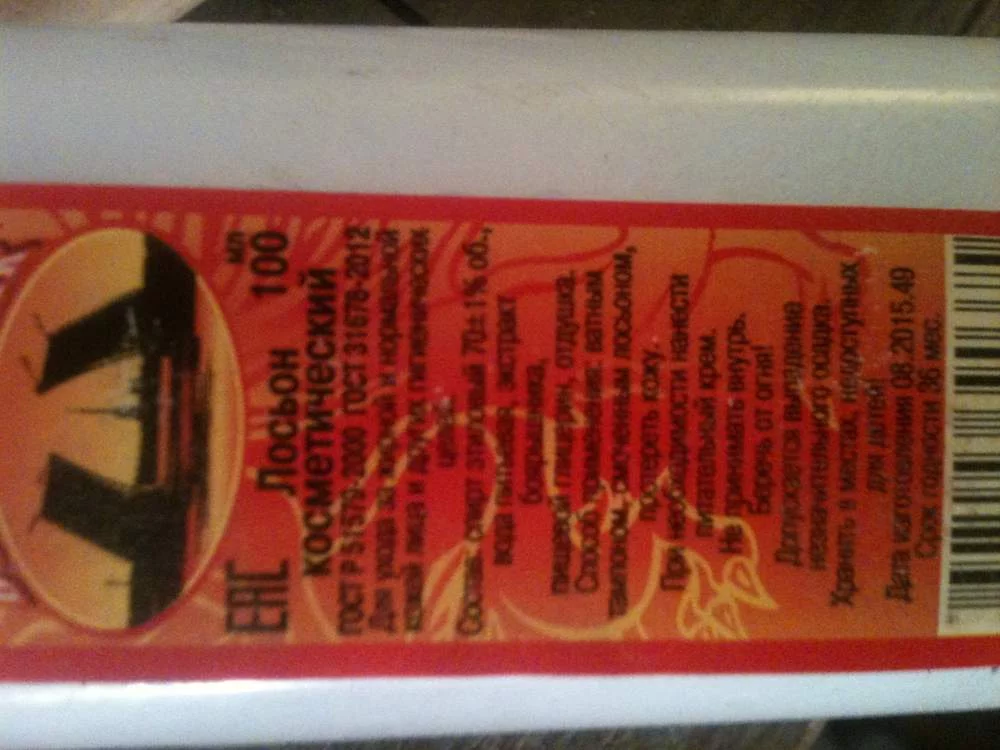 ЕАС
Лосьон
100 мл
косметический
ГОСТ Р 51579-2000 ГОСТ 31678-2012
Для ухода за жирной и нормальной
кожей лица и других гигиенических
целей.
Состав: спирт этиловый 70±1% об.,
вода питьевая, экстракт
боярышника,
пищевой глицерин, отдушка.
Способ применения: ватным
тампоном, смоченным лосьоном,
протереть кожу.
При необходимости нанести
питательный крем.
Не принимать внутрь.
Беречь от огня!
Допускается выпадение
незначительного осадка.
Хранить в местах, недоступных
для детей
Дата изготовления 08.2015.49
Срок годности 36 мес.